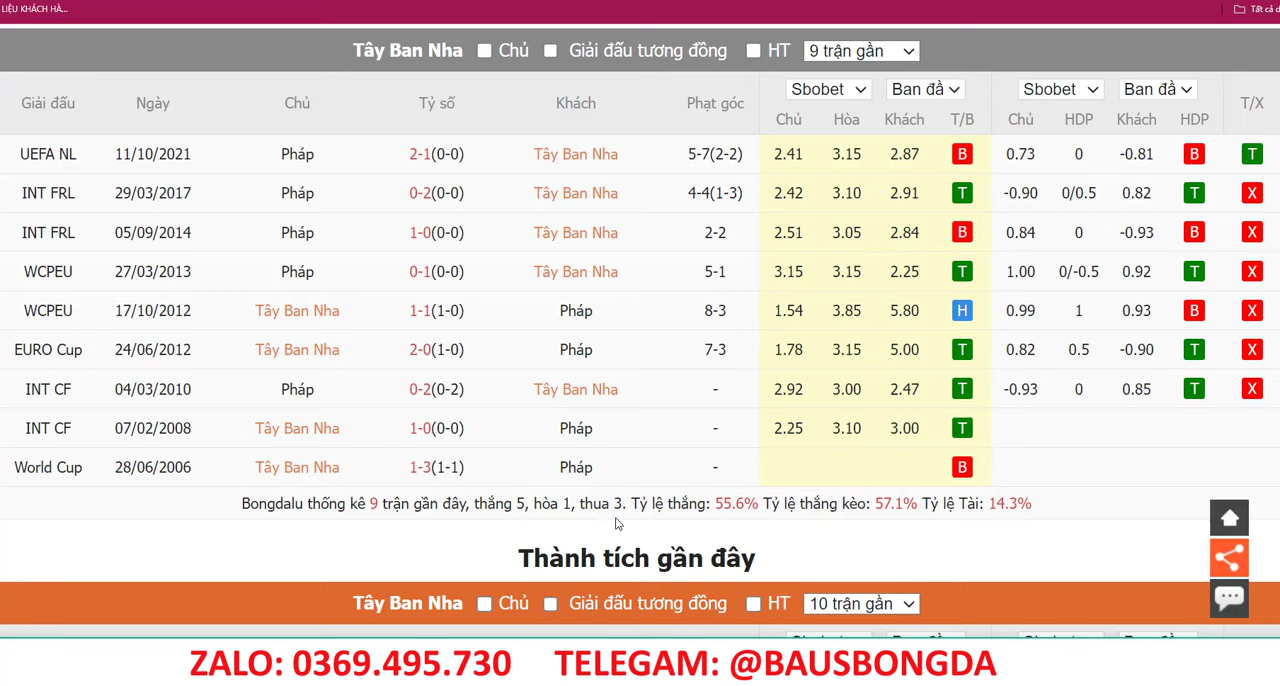 LIỆU KHÁCH HÀ...
Tất cả d
Tây Ban Nha Chủ Giải đấu tương đồng HT 9 trận gần
Sbobet Ban đầ Sbobet Ban đầ
Giải đấu Ngày Chủ Tỷ số Khách Phạt góc T/X
Chủ Hòa Khách T/B Chủ HDP Khách HDP
UEFA NL 11/10/2021 Pháp 2-1(0-0) Tây Ban Nha 5-7(2-2) 2.41 3.15 2.87 B 0.73 0 -0.81 B T
INT FRL 29/03/2017 Pháp 0-2(0-0) Tây Ban Nha 4-4(1-3) 2.42 3.10 2.91 T -0.90 0/0.5 0.82 T X
INT FRL 05/09/2014 Pháp 1-0(0-0) Tây Ban Nha 2-2 2.51 3.05 2.84 B 0.84 0 -0.93 B X
WCPEU 27/03/2013 Pháp 0-1(0-0) Tây Ban Nha 5-1 3.15 3.15 2.25 T 1.00 0/-0.5 0.92 T X
WCPEU 17/10/2012 Tây Ban Nha 1-1(1-0) Pháp 8-3 1.54 3.85 5.80 H 0.99 1 0.93 B X
EURO Cup 24/06/2012 Tây Ban Nha 2-0(1-0) Pháp 7-3 1.78 3.15 5.00 T 0.82 0.5 -0.90 T X
INT CF 04/03/2010 Pháp 0-2(0-2) Tây Ban Nha - 2.92 3.00 2.47 T -0.93 0 0.85 T X
INT CF 07/02/2008 Tây Ban Nha 1-0(0-0) Pháp - 2.25 3.10 3.00 T
World Cup 28/06/2006 Tây Ban Nha 1-3(1-1) Pháp - B
Bongdalu thống kê 9 trận gần đây, thắng 5, hòa 1, thua 3. Tỷ lệ thắng: 55.6% Tỷ lệ thắng kèo: 57.1% Tỷ lệ Tài: 14.3%
Thành tích gần đây
Tây Ban Nha Chủ Giải đấu tương đồng HT 10 trận gần
ZALO: 0369.495.730 TELEGAM: @BAUSBONGDA